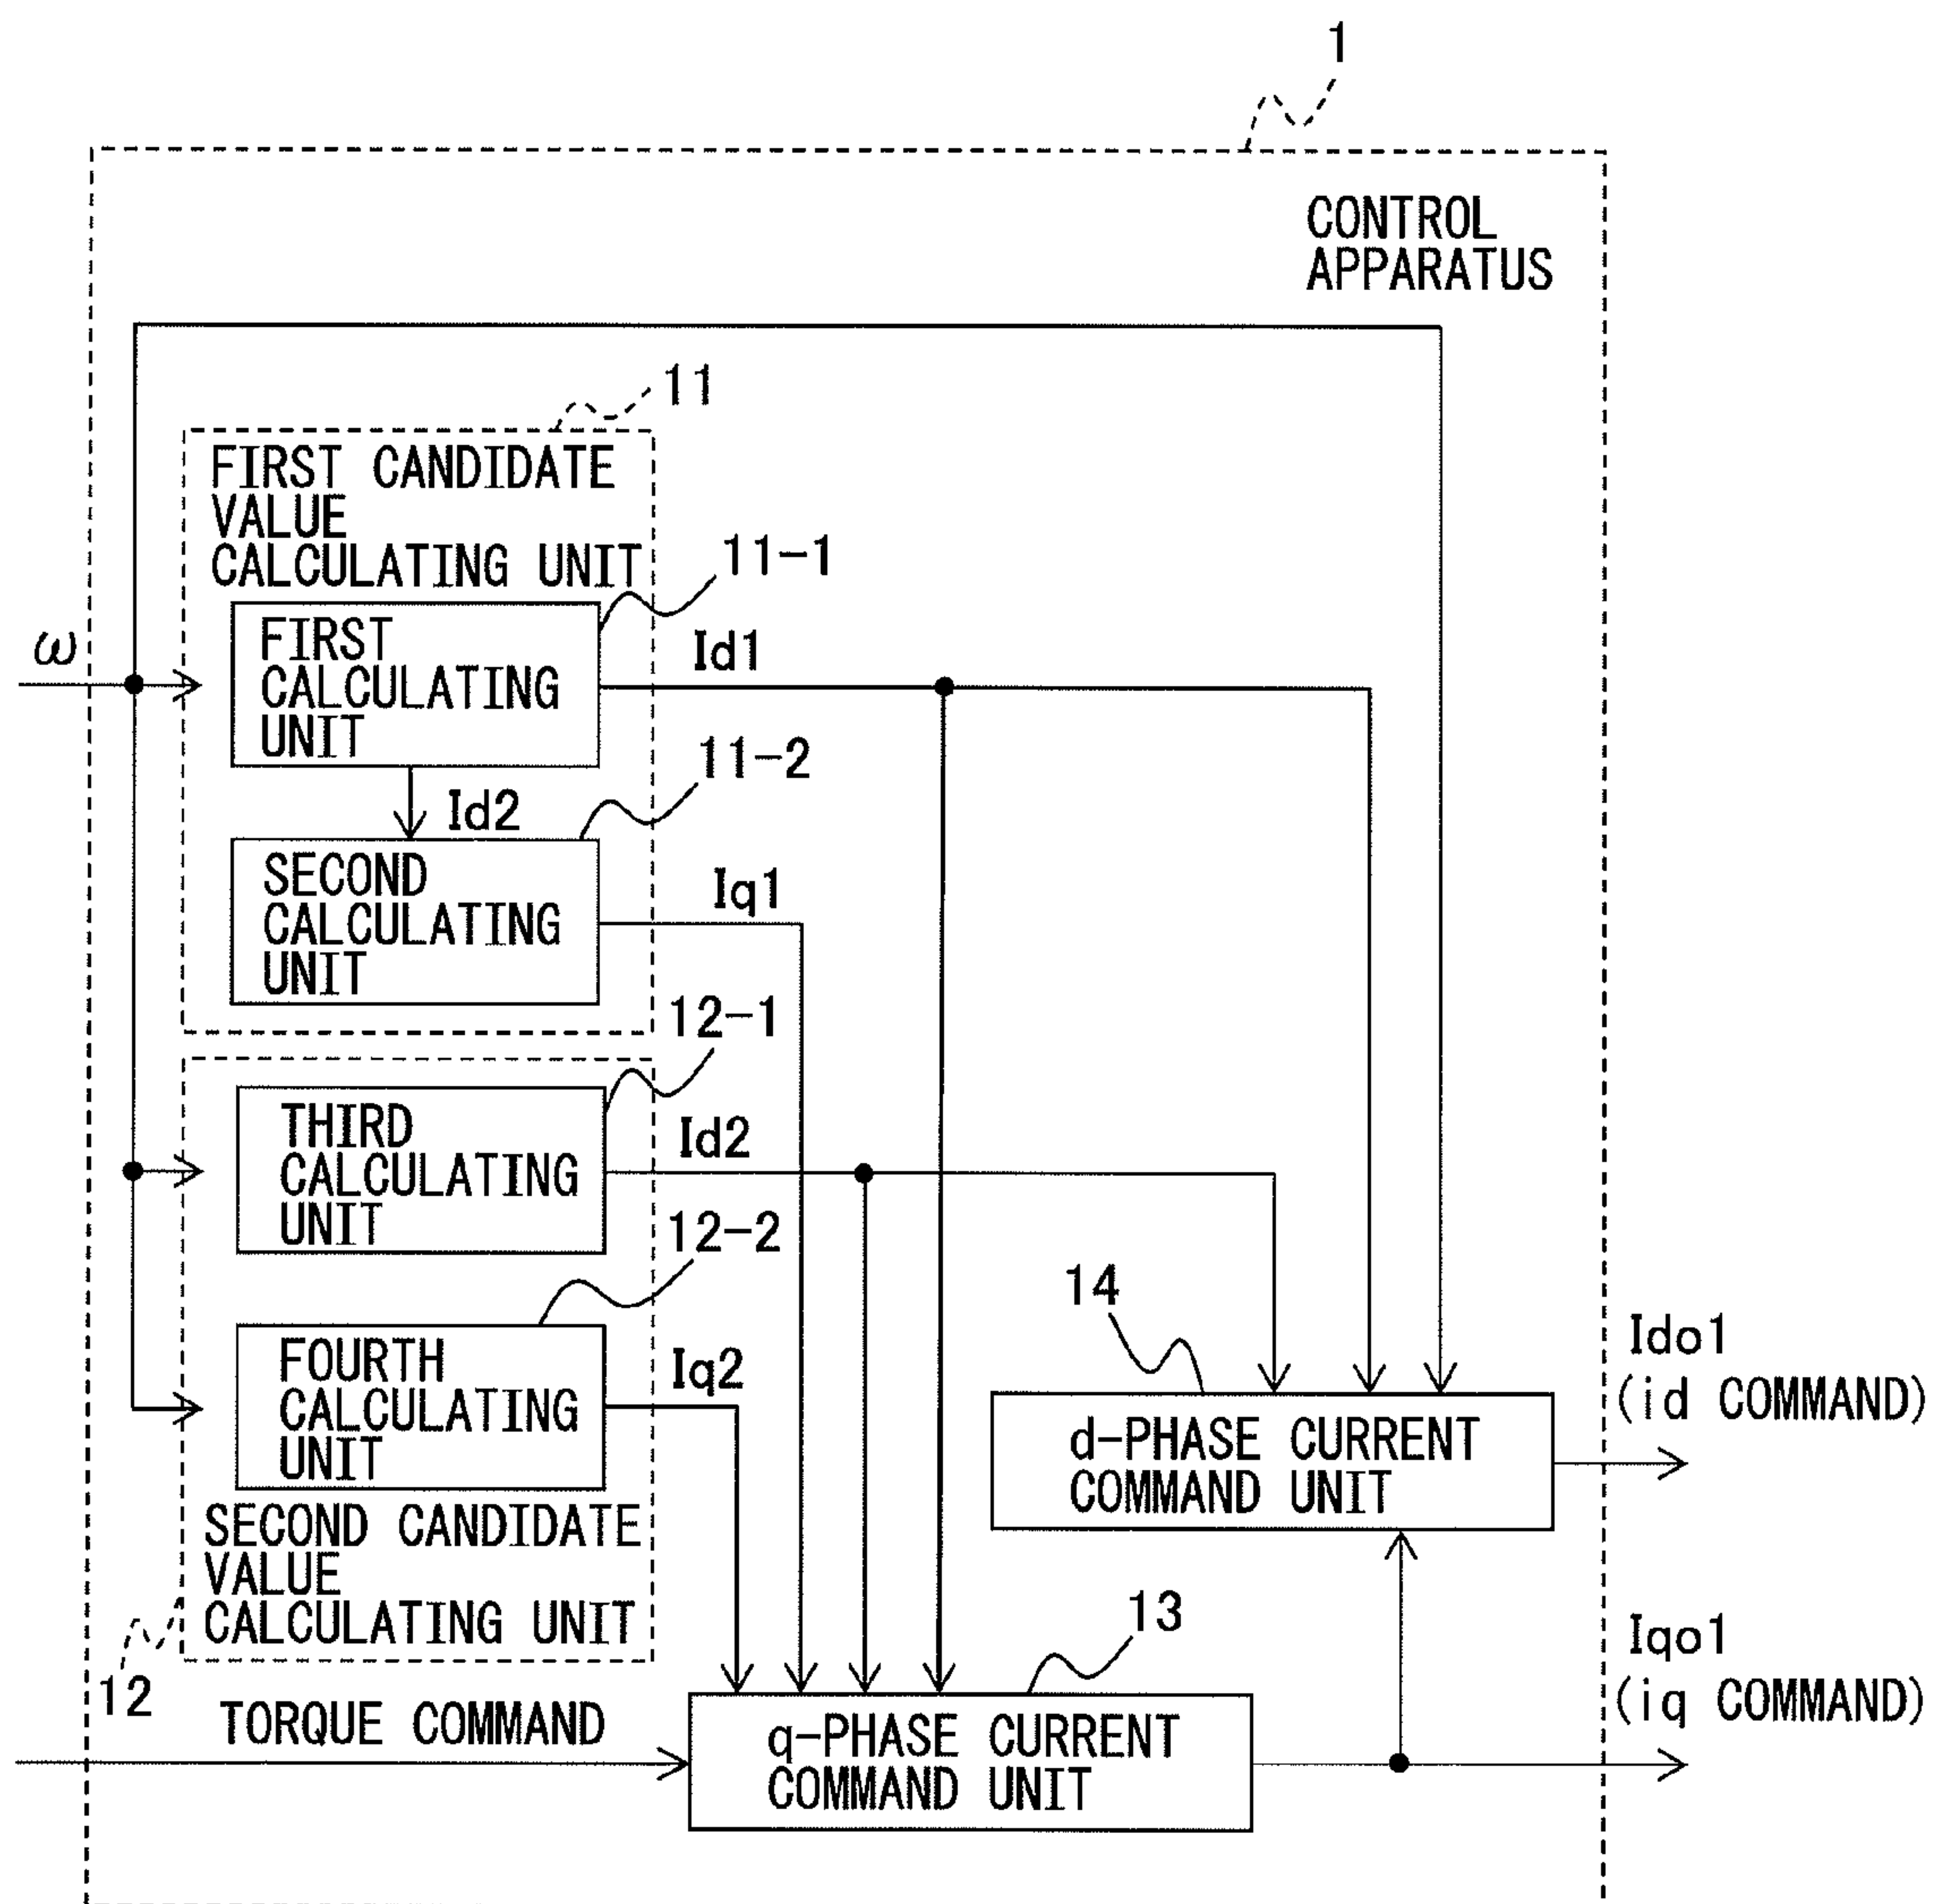 1
CONTROL
APPARATUS
11
FIRST CANDIDATE
VALUE
CALCULATING UNIT
11-1
ω
FIRST
CALCULATING
UNIT
Id1
11-2
Id2
SECOND
CALCULATING
UNIT
Iq1
12-1
THIRD
CALCULATING
UNIT
Id2
12-2
FOURTH
CALCULATING
UNIT
Iq2
SECOND CANDIDATE
VALUE
CALCULATING UNIT
12
14
d-PHASE CURRENT
COMMAND UNIT
Ido1
(id COMMAND)
13
TORQUE COMMAND
q-PHASE CURRENT
COMMAND UNIT
Iqo1
(iq COMMAND)